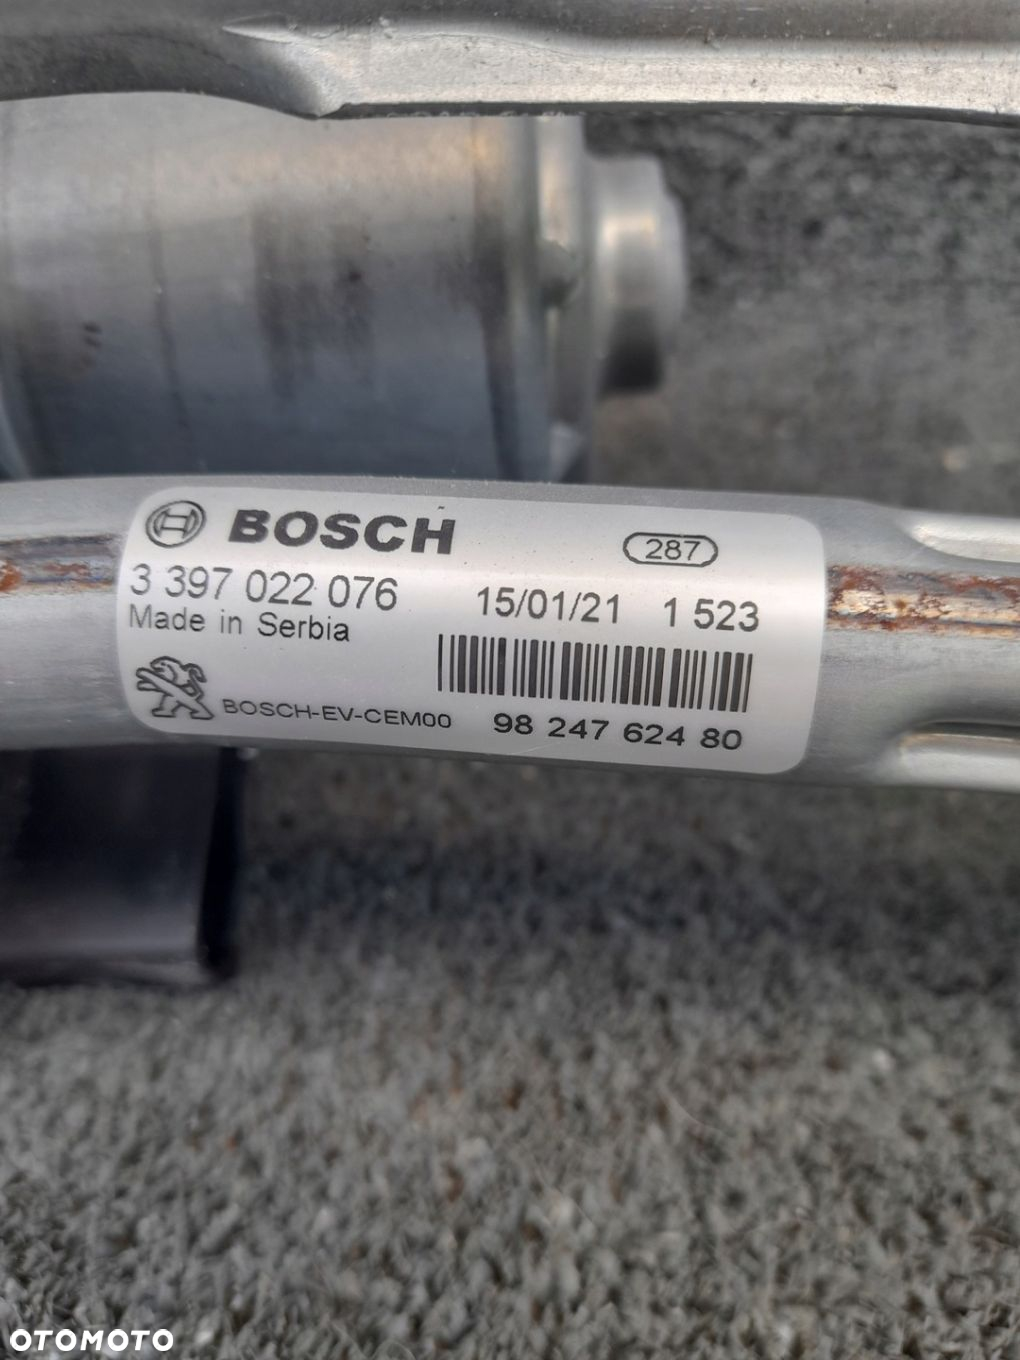 BOSCH
287
3 397 022 076
15/01/21 1 523
Made in Serbia
BOSCH-EV-CEM00
98 247 624 80
OTOMOTO